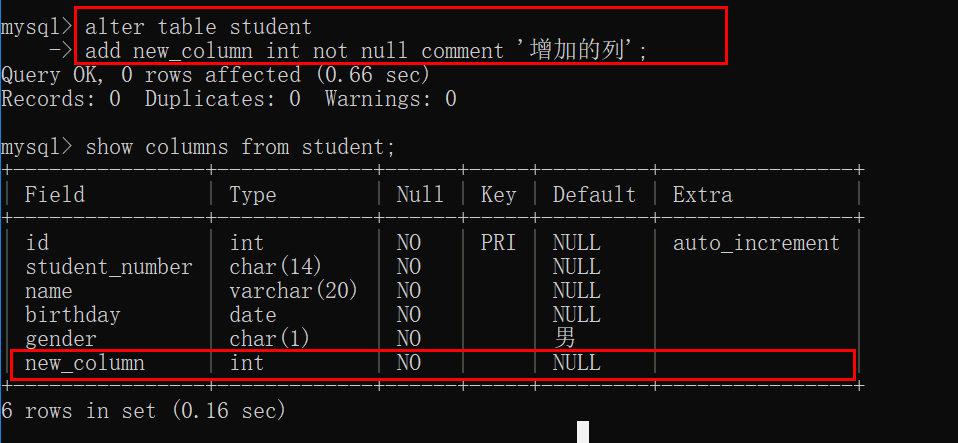 mysql> alter table student
    -> add new_column int not null comment '增加的列';
Query OK, 0 rows affected (0.66 sec)
Records: 0  Duplicates: 0  Warnings: 0
mysql> show columns from student;
+----------------+-------------+------+-----+---------+----------------+
| Field          | Type        | Null | Key | Default | Extra          |
+----------------+-------------+------+-----+---------+----------------+
| id             | int         | NO   | PRI | NULL    | auto_increment |
| student_number | char(14)    | NO   |     | NULL    |                |
| name           | varchar(20) | NO   |     | NULL    |                |
| birthday       | date        | NO   |     | NULL    |                |
| gender         | char(1)     | NO   |     | 男      |                |
| new_column     | int         | NO   |     | NULL    |                |
+----------------+-------------+------+-----+---------+----------------+
6 rows in set (0.16 sec)